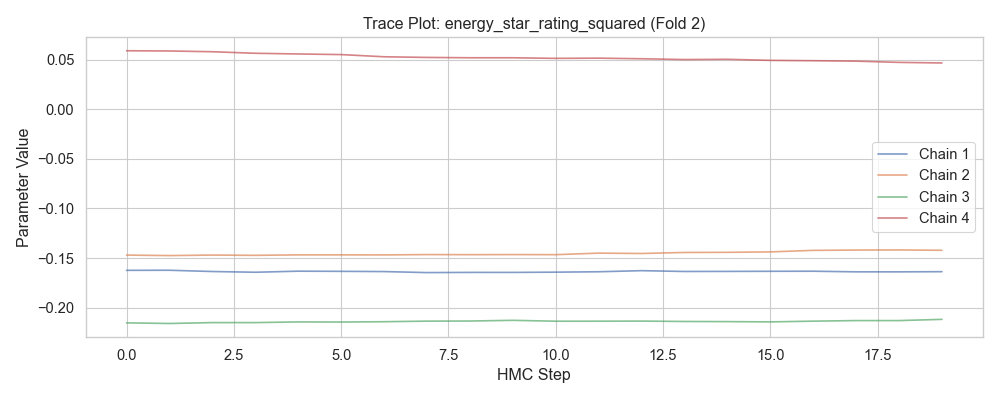 Trace Plot: energy_star_rating_squared (Fold 2)
Parameter Value
0.05
0.00
−0.05
−0.10
−0.15
−0.20
Chain 1
Chain 2
Chain 3
Chain 4
0.0 2.5 5.0 7.5 10.0 12.5 15.0 17.5
HMC Step